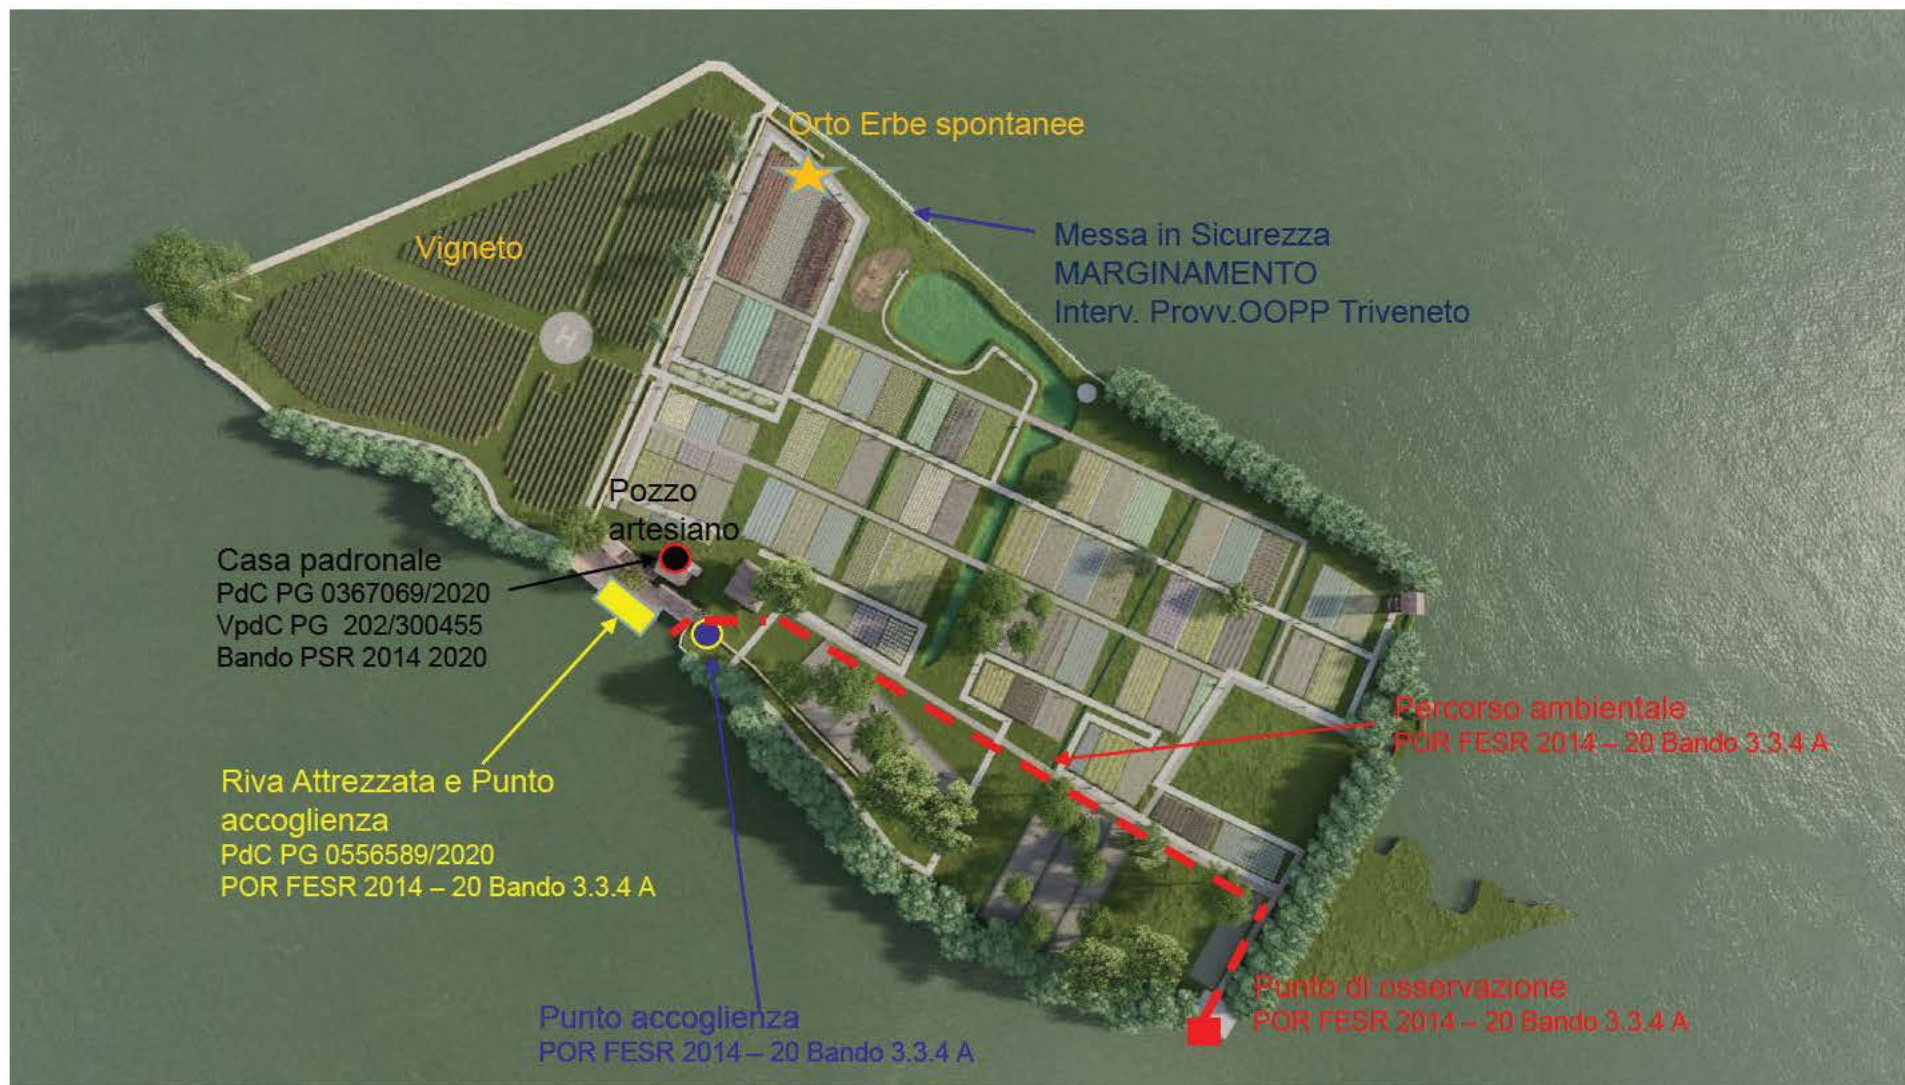 Orto Erbe spontanee
Vigneto
Messa in Sicurezza
MARGINAMENTO
Interv. Provv.OOPP Triveneto
H
Pozzo
artesiano
Casa padronale
PdC PG 0367069/2020
VpdC PG 202/300455
Bando PSR 2014 2020
Percorso ambientale
POR FESR 2014 – 20 Bando 3.3.4 A
Riva Attrezzata e Punto
accoglienza
PdC PG 0556589/2020
POR FESR 2014 – 20 Bando 3.3.4 A
Punto di osservazione
POR FESR 2014 – 20 Bando 3.3.4 A
Punto accoglienza
POR FESR 2014 – 20 Bando 3.3.4 A